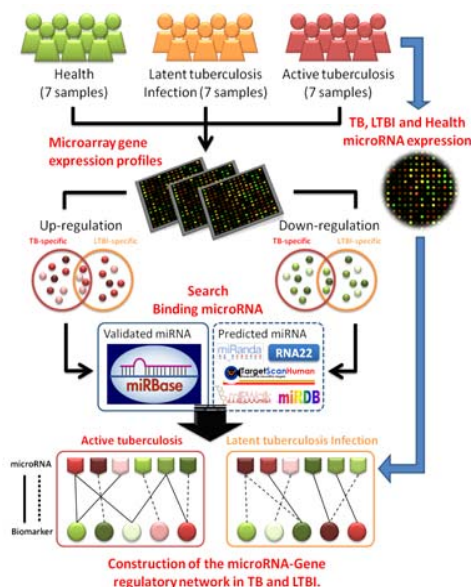 Health
(7 samples)
Latent tuberculosis
Infection (7 samples)
Active tuberculosis
(7 samples)
Microarray gene
expression profiles
TB, LTBI and Health
microRNA expression
Up-regulation
TB-specific
LTBI-specific
Down-regulation
TB-specific
LTBI-specific
Search
Binding microRNA
Validated miRNA
miRBase
Predicted miRNA
miRanda
RNA22
TargetScanHuman
miRDB
Active tuberculosis
Latent tuberculosis Infection
microRNA
Biomarker
Construction of the microRNA-Gene
regulatory network in TB and LTBI.